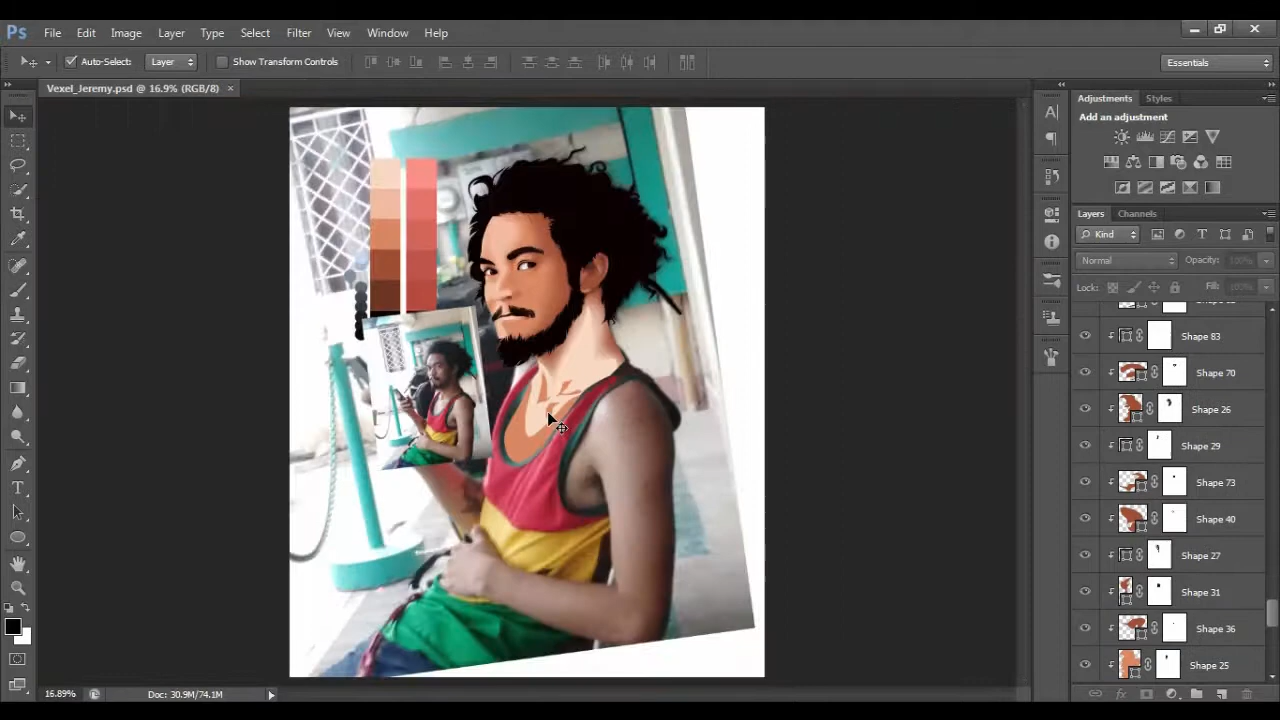 Ps File Edit Image Layer Type Select Filter View Window Help
Auto-Select: Layer Show Transform Controls Essentials
Vexel_Jeremy.psd @ 16.9% (RGB/8) ×
Adjustments Styles
Add an adjustment
Layers Channels
Kind
Normal Opacity: 100%
Lock: Fill: 100%
Shape 83
Shape 70
Shape 26
Shape 29
Shape 73
Shape 40
Shape 27
Shape 31
Shape 36
Shape 25
16.89% Doc: 30.9M/74.1M